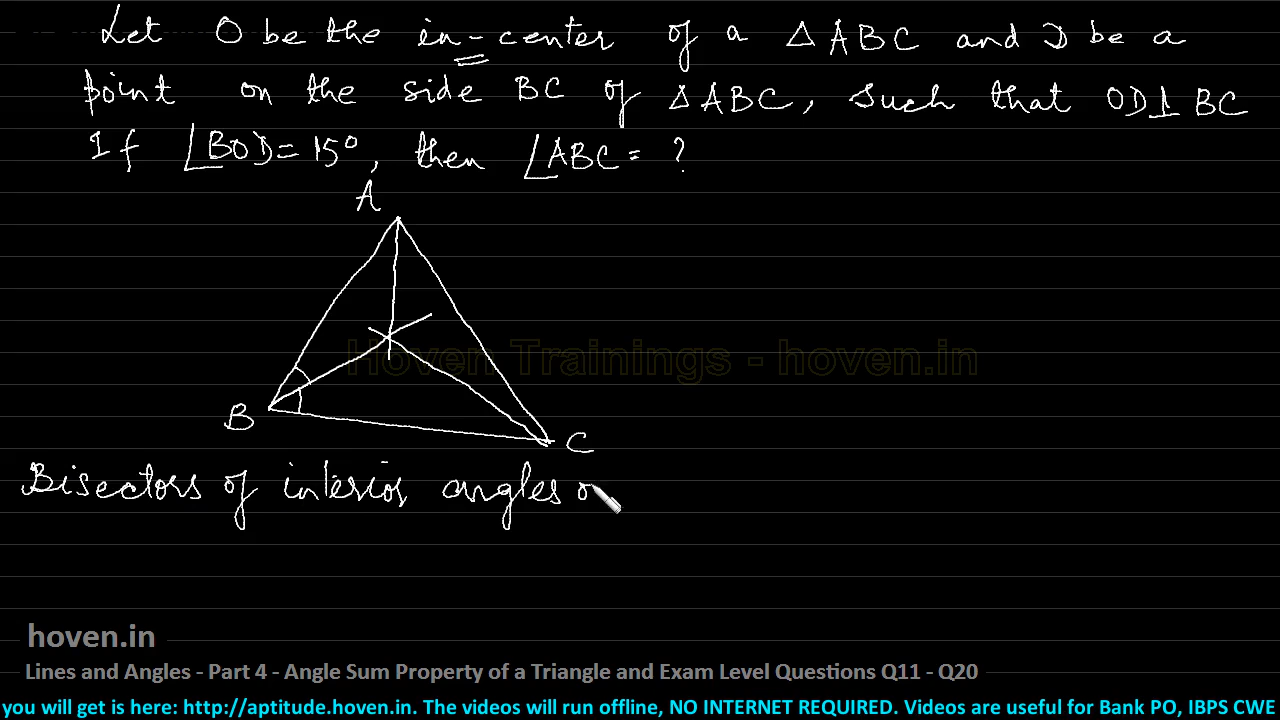 Let O be the in-center of a △ABC and D be a
point on the side BC of △ABC, such that OD⊥BC
If ∠BOD=15°, then ∠ABC= ?
A
Hoven Trainings - hoven.in
B
C
Bisectors of interior angles o
hoven.in
Lines and Angles - Part 4 - Angle Sum Property of a Triangle and Exam Level Questions Q11 - Q20
you will get is here: http://aptitude.hoven.in. The videos will run offline, NO INTERNET REQUIRED. Videos are useful for Bank PO, IBPS CWE